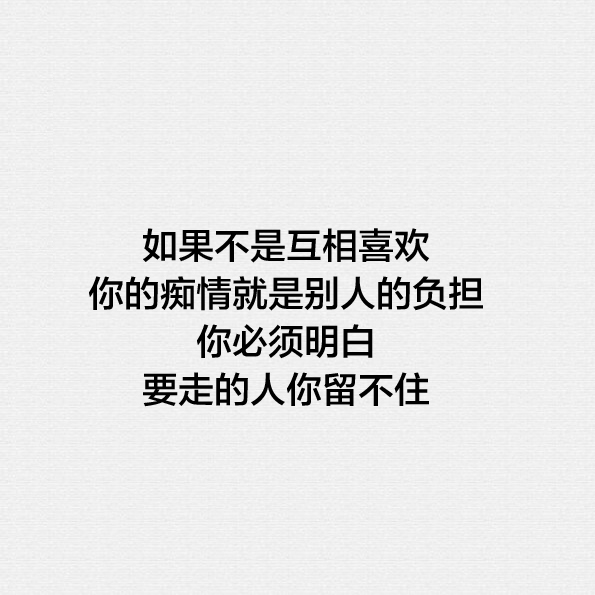 如果不是互相喜欢
你的痴情就是别人的负担
你必须明白
要走的人你留不住